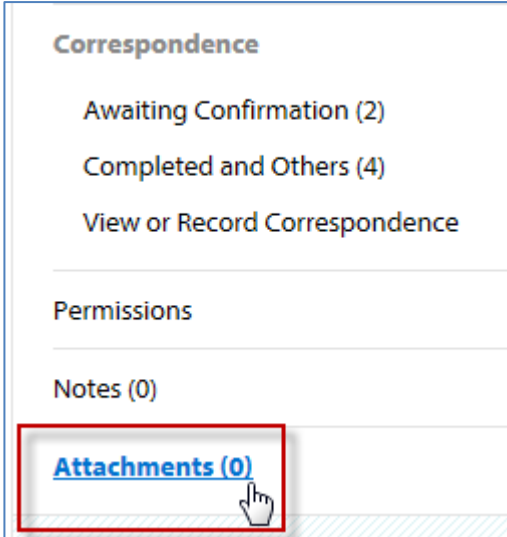 Correspondence
Awaiting Confirmation (2)
Completed and Others (4)
View or Record Correspondence
Permissions
Notes (0)
Attachments (0)